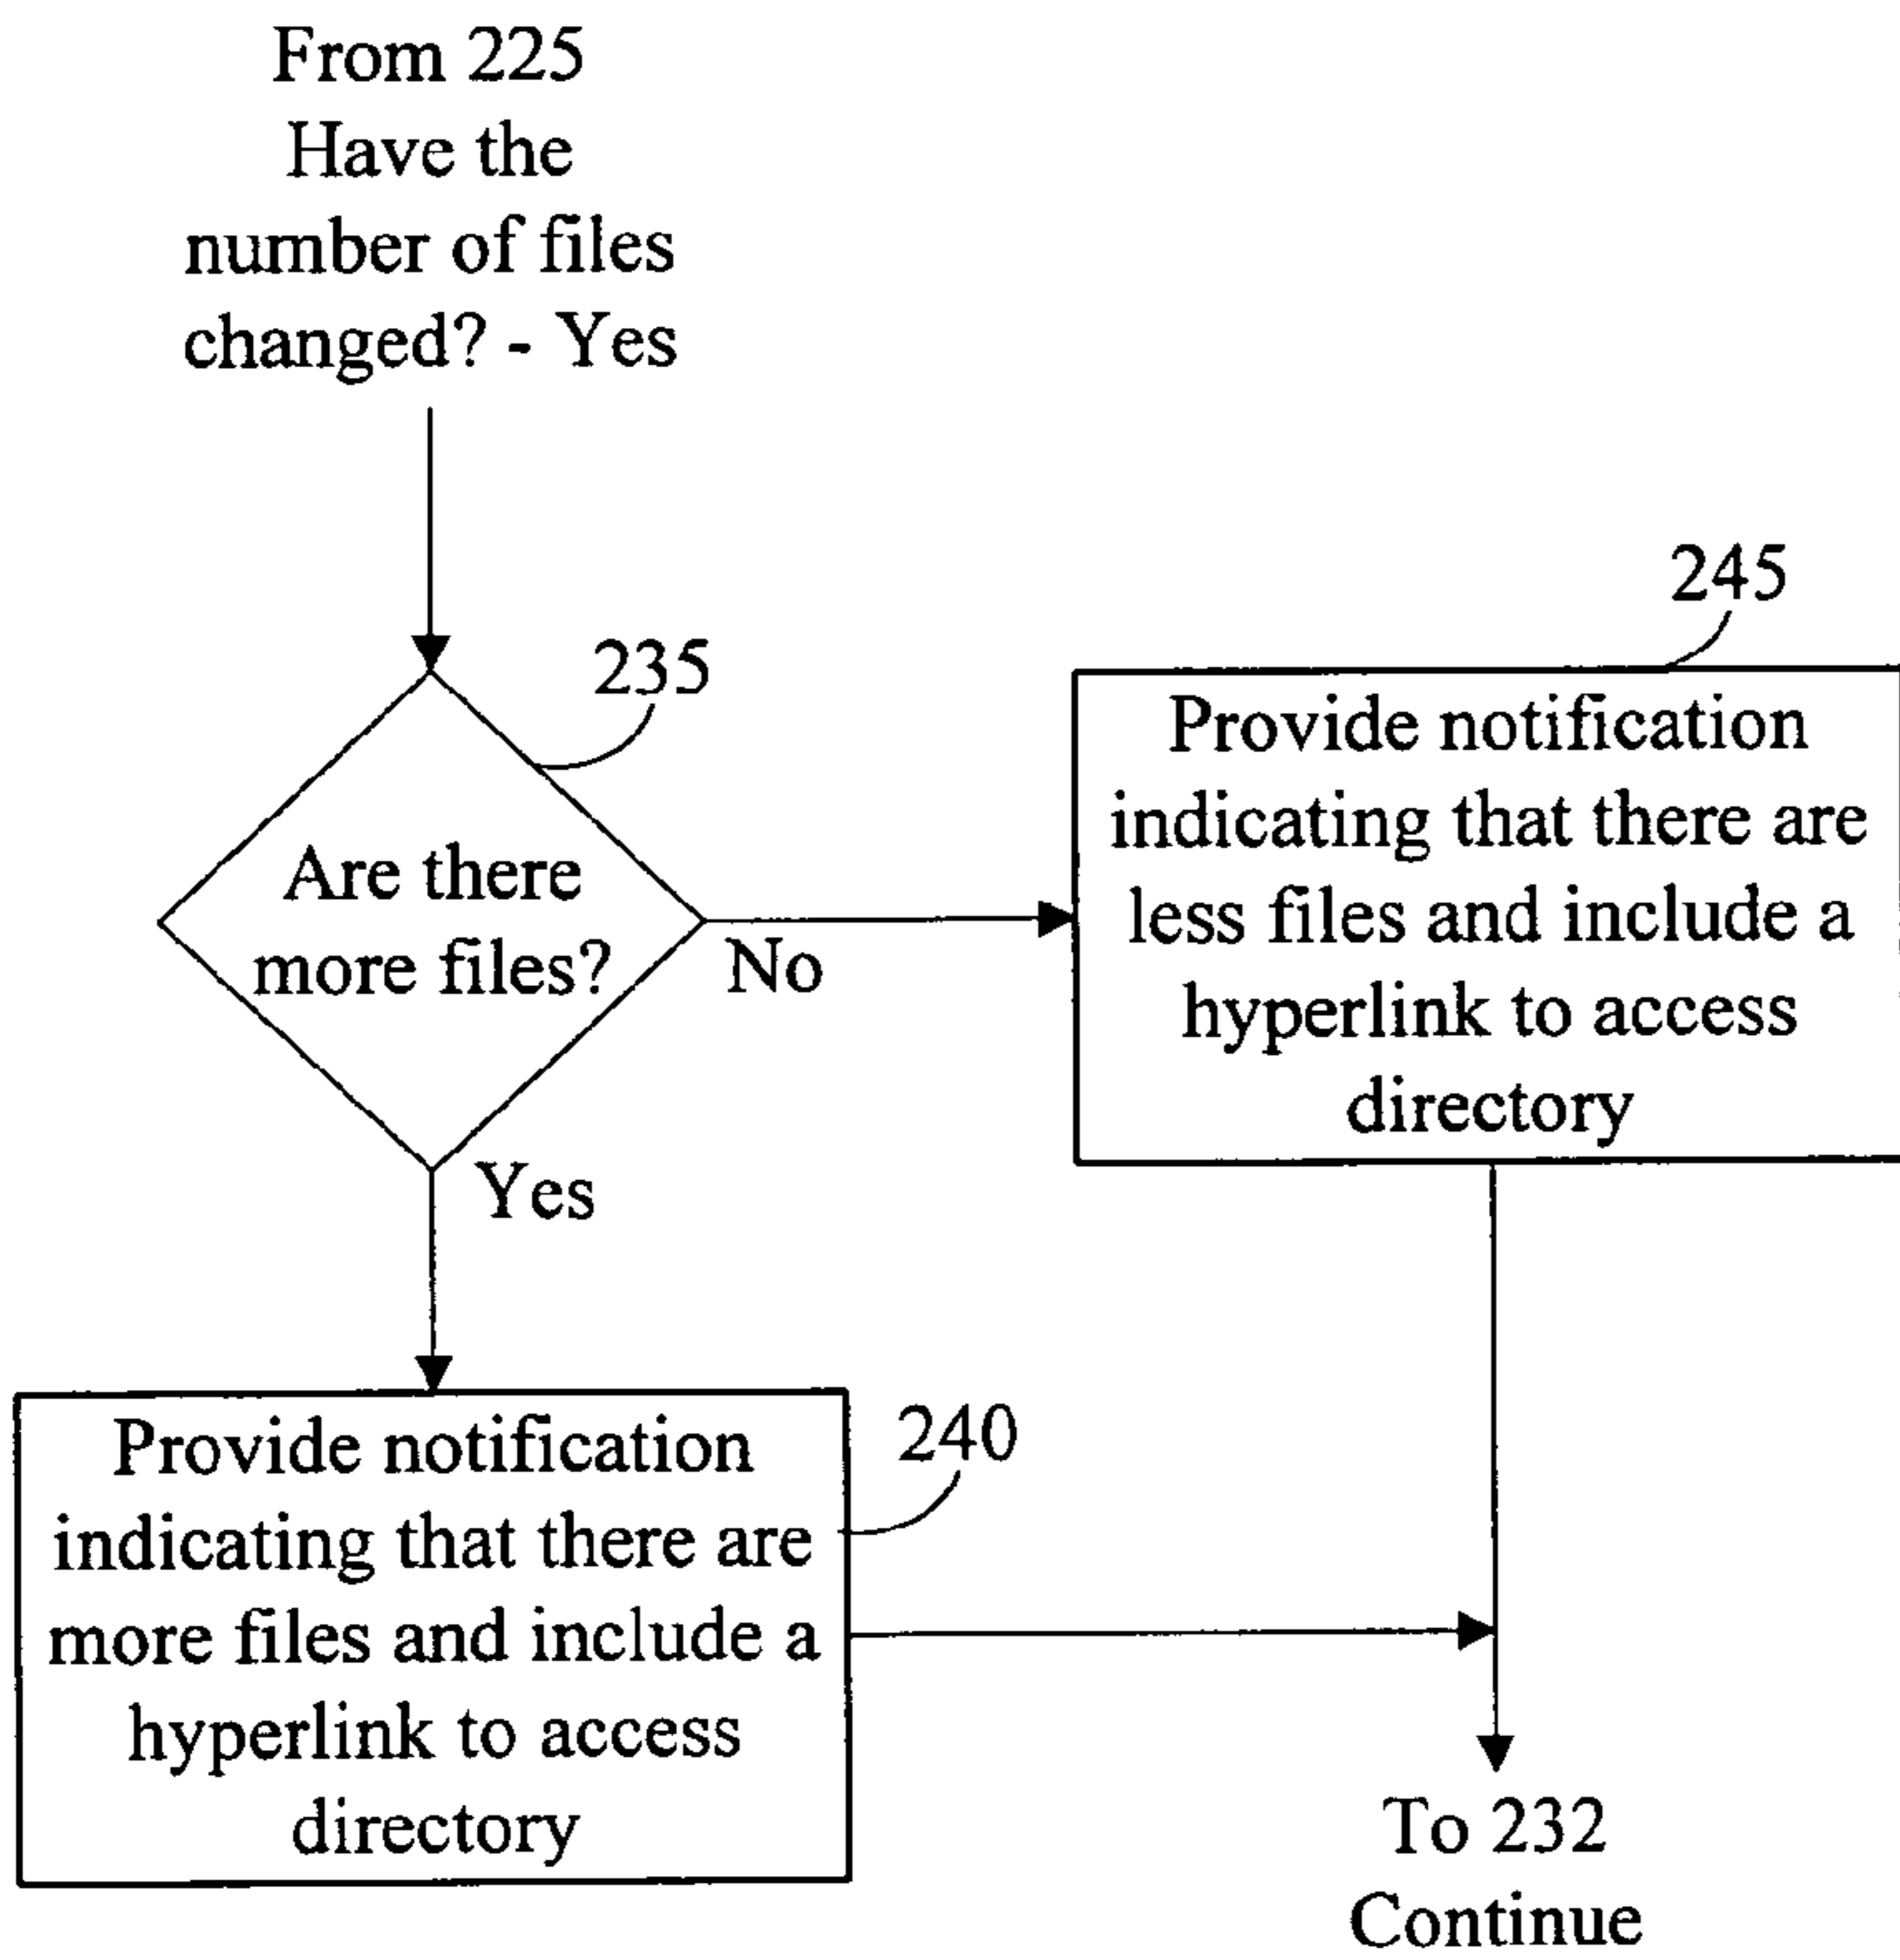 From 225
Have the
number of files
changed? - Yes
235
Are there
more files?
No
Yes
245
Provide notification
indicating that there are
less files and include a
hyperlink to access
directory
240
Provide notification
indicating that there are
more files and include a
hyperlink to access
directory
To 232
Continue